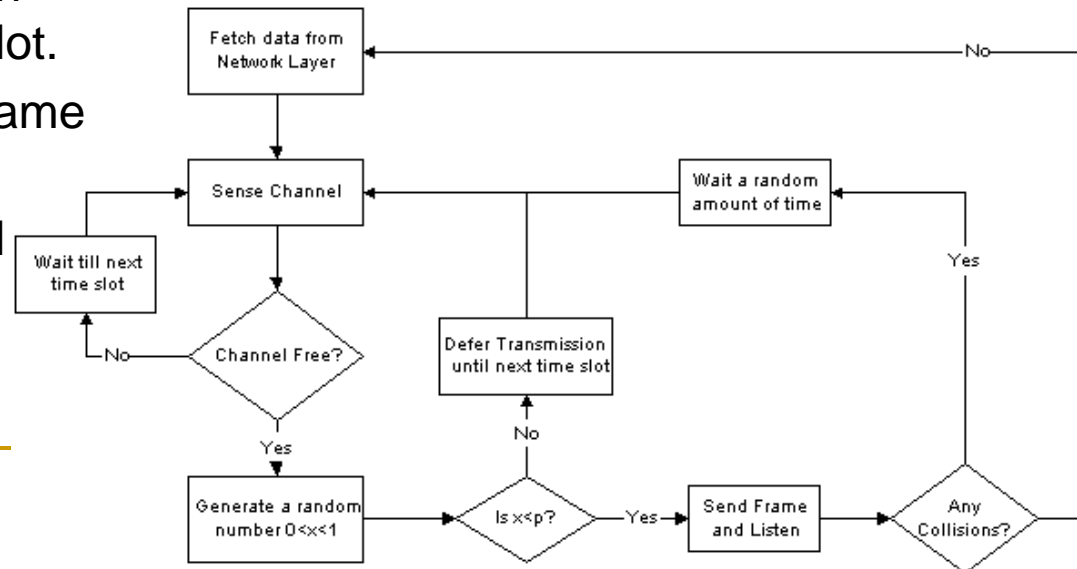 lot.
ame
Fetch data from
Network Layer
No
Sense Channel
Wait a random
amount of time
Wait till next
time slot
Yes
Defer Transmission
until next time slot
No
Channel Free?
No
Yes
Generate a random
number 0<x<1
Is x<p?
Yes
Send Frame
and Listen
Any
Collisions?